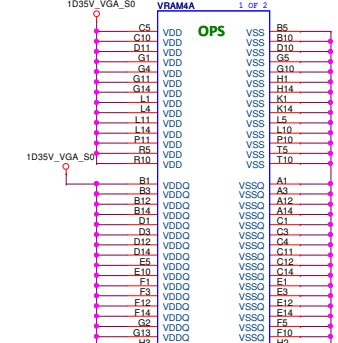 1D35V_VGA_S0 VRAM4A 1 OF 2
OPS
C5 VDD VSS B5
C10 VDD VSS B10
D11 VDD VSS D10
G1 VDD VSS G5
G4 VDD VSS G10
G11 VDD VSS H1
G14 VDD VSS H14
L1 VDD VSS K1
L4 VDD VSS K14
L11 VDD VSS L5
L14 VDD VSS L10
P11 VDD VSS P10
R5 VDD VSS T5
R10 VDD VSS T10
1D35V_VGA_S0
B1 VDDQ VSSQ A1
B3 VDDQ VSSQ A3
B12 VDDQ VSSQ A12
B14 VDDQ VSSQ A14
D1 VDDQ VSSQ C1
D3 VDDQ VSSQ C3
D12 VDDQ VSSQ C4
D14 VDDQ VSSQ C11
E5 VDDQ VSSQ C12
E10 VDDQ VSSQ C14
F1 VDDQ VSSQ E1
F3 VDDQ VSSQ E3
F12 VDDQ VSSQ E12
F14 VDDQ VSSQ E14
G2 VDDQ VSSQ F5
G13 VDDQ VSSQ F10
H3 H2